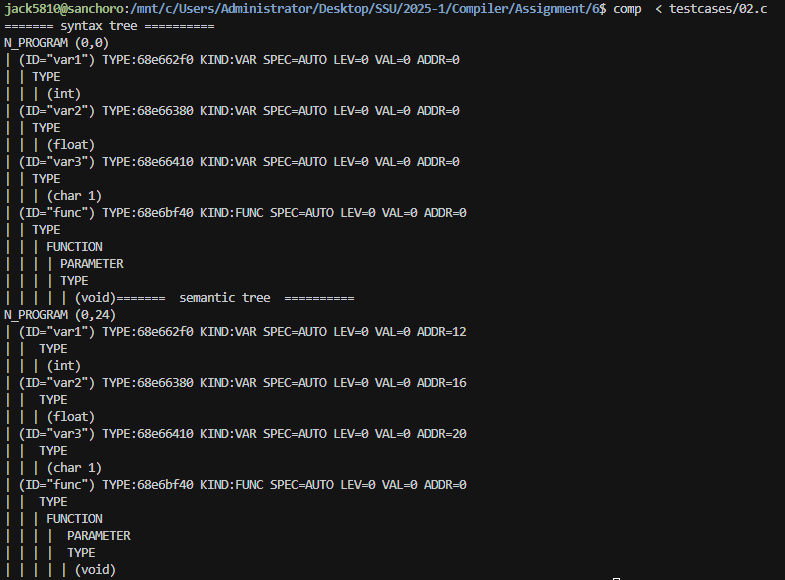 jack5810@sanchoro:/mnt/c/Users/Administrator/Desktop/SSU/2025-1/Compiler/Assignment/6$ comp  < testcases/02.c
======= syntax tree ==========
N_PROGRAM (0,0)
| (ID="var1") TYPE:68e662f0 KIND:VAR SPEC=AUTO LEV=0 VAL=0 ADDR=0
| | TYPE
| | | (int)
| (ID="var2") TYPE:68e66380 KIND:VAR SPEC=AUTO LEV=0 VAL=0 ADDR=0
| | TYPE
| | | (float)
| (ID="var3") TYPE:68e66410 KIND:VAR SPEC=AUTO LEV=0 VAL=0 ADDR=0
| | TYPE
| | | (char 1)
| (ID="func") TYPE:68e6bf40 KIND:FUNC SPEC=AUTO LEV=0 VAL=0 ADDR=0
| | TYPE
| | | FUNCTION
| | | | PARAMETER
| | | | TYPE
| | | | | (void)=======  semantic tree  ==========
N_PROGRAM (0,24)
| (ID="var1") TYPE:68e662f0 KIND:VAR SPEC=AUTO LEV=0 VAL=0 ADDR=12
| |  TYPE
| | | (int)
| (ID="var2") TYPE:68e66380 KIND:VAR SPEC=AUTO LEV=0 VAL=0 ADDR=16
| |  TYPE
| | | (float)
| (ID="var3") TYPE:68e66410 KIND:VAR SPEC=AUTO LEV=0 VAL=0 ADDR=20
| |  TYPE
| | | (char 1)
| (ID="func") TYPE:68e6bf40 KIND:FUNC SPEC=AUTO LEV=0 VAL=0 ADDR=0
| |  TYPE
| | | FUNCTION
| | | |  PARAMETER
| | | |  TYPE
| | | | | (void)